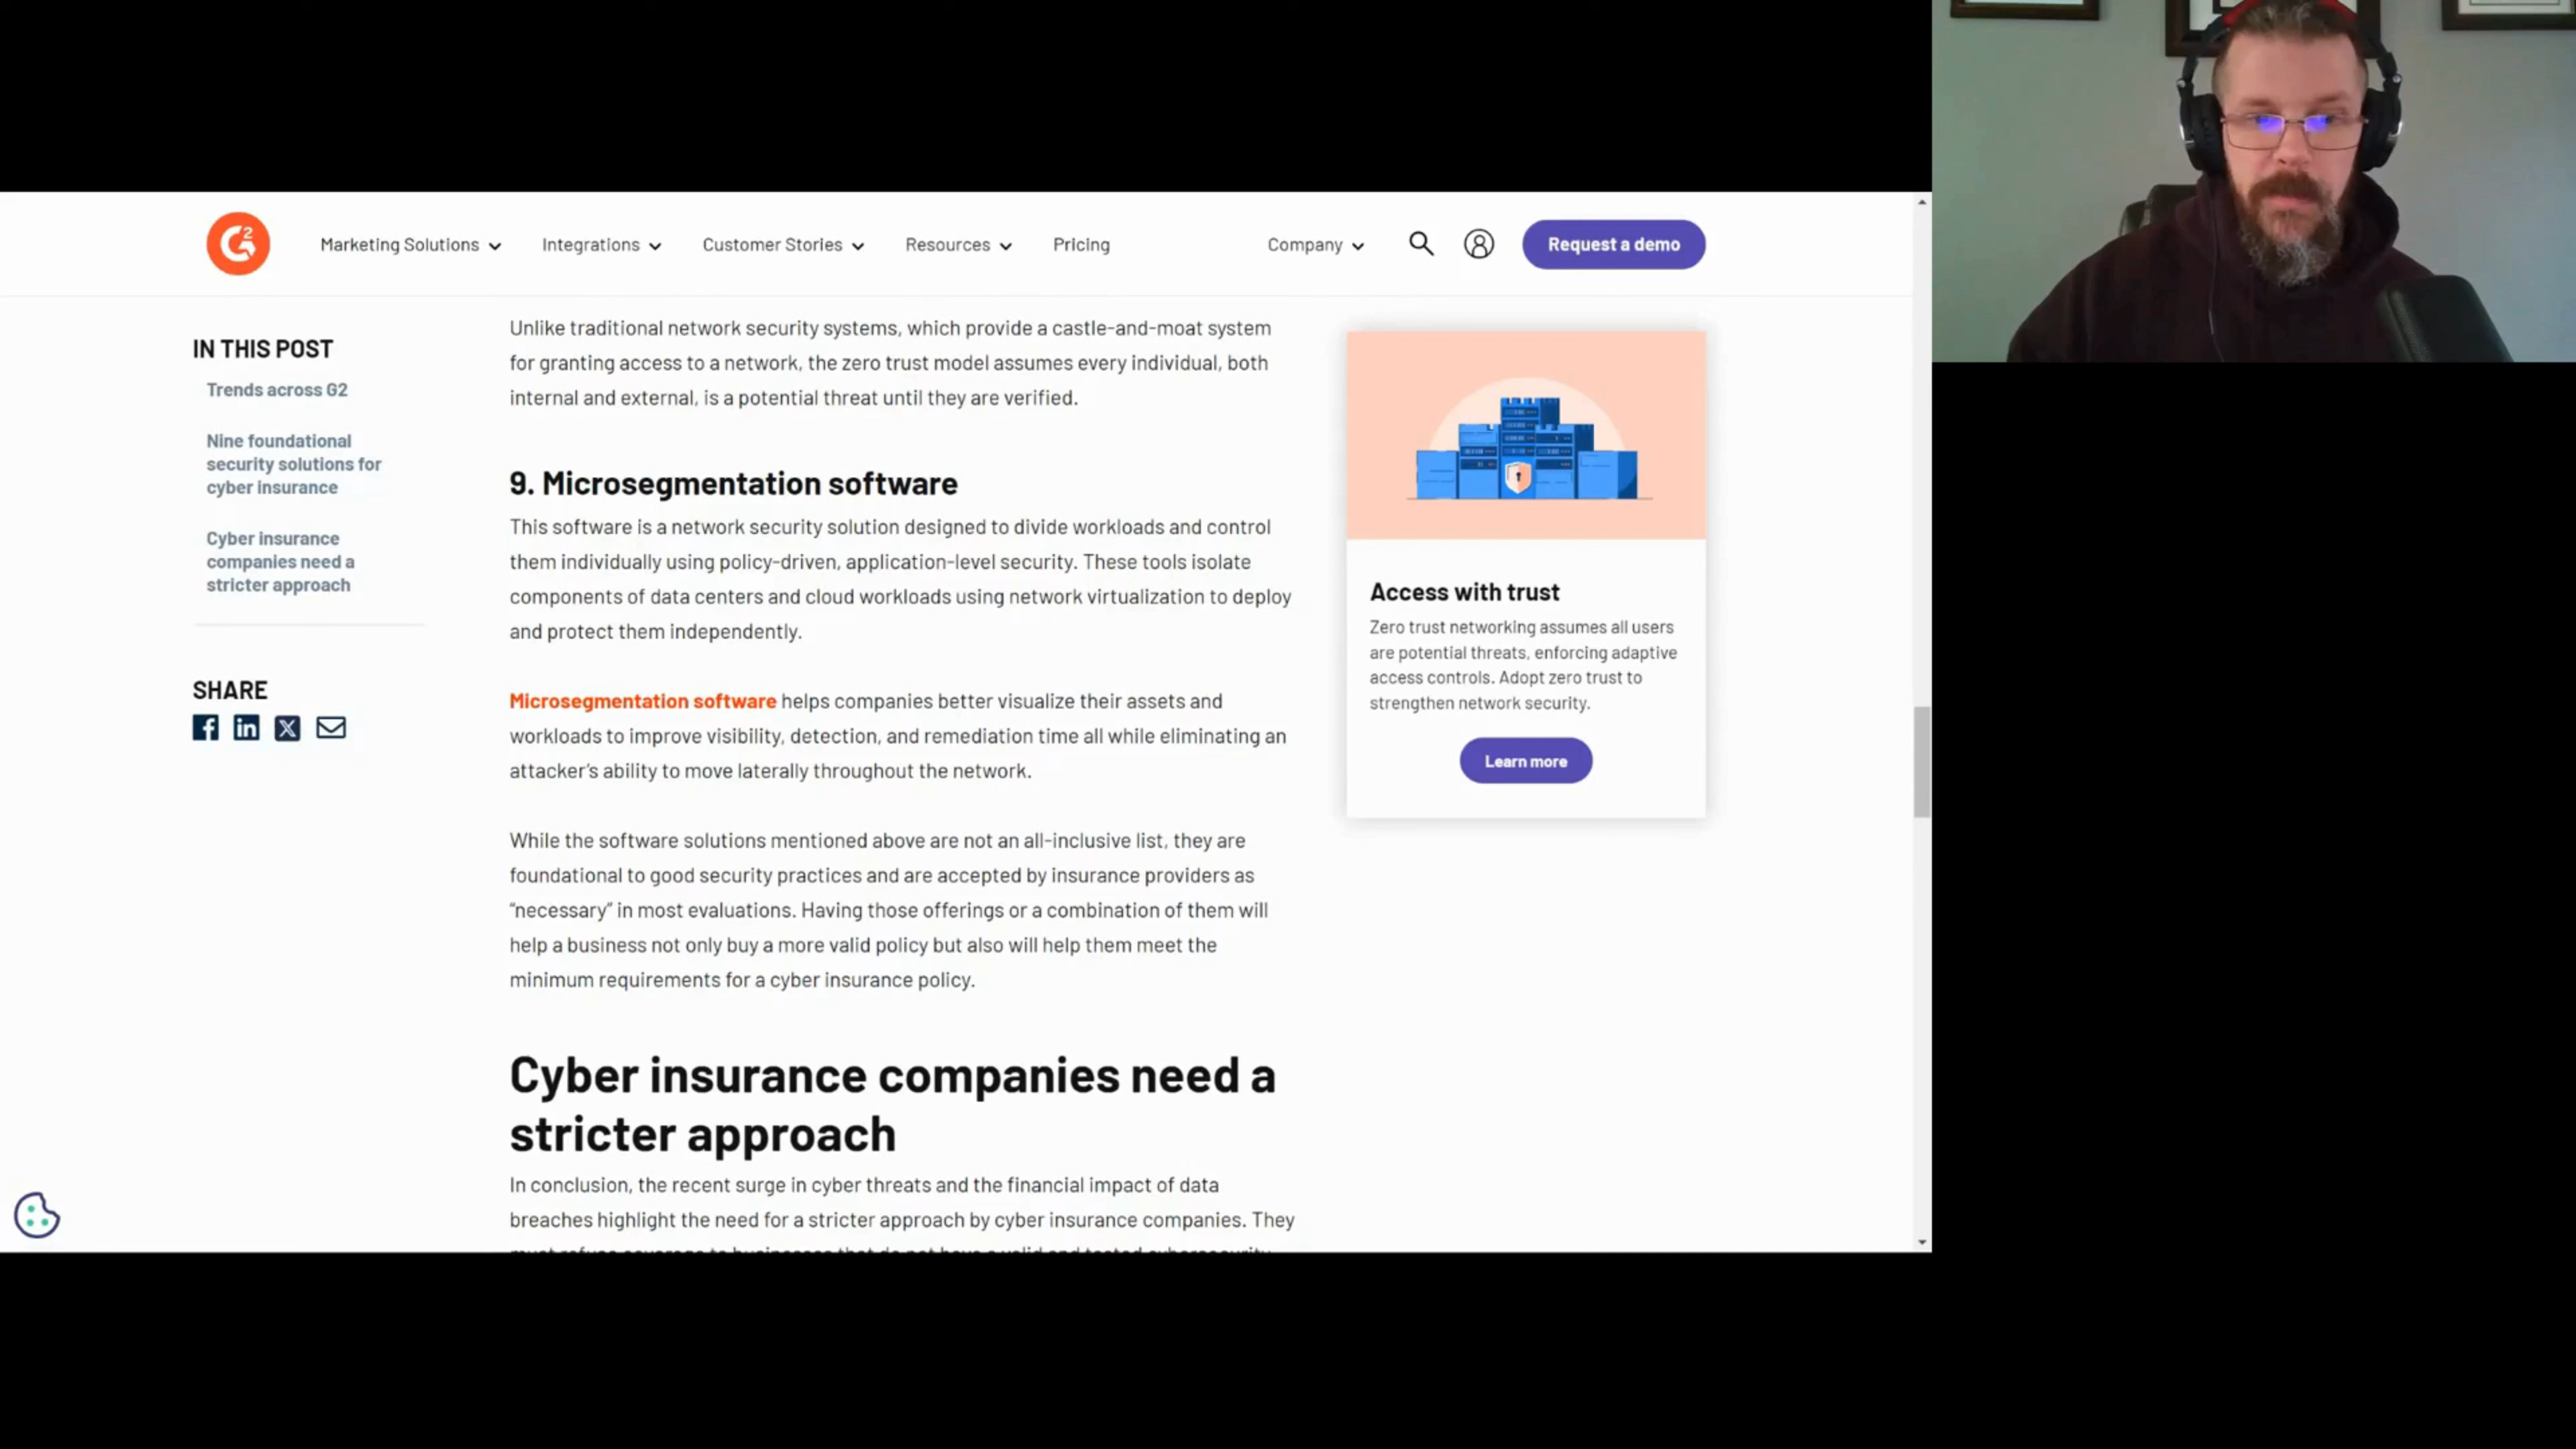 G2
Marketing Solutions
Integrations
Customer Stories
Resources
Pricing
Company
Request a demo
IN THIS POST
Trends across G2
Nine foundational
security solutions for
cyber insurance
Cyber insurance
companies need a
stricter approach
SHARE
Unlike traditional network security systems, which provide a castle-and-moat system
for granting access to a network, the zero trust model assumes every individual, both
internal and external, is a potential threat until they are verified.
9. Microsegmentation software
This software is a network security solution designed to divide workloads and control
them individually using policy-driven, application-level security. These tools isolate
components of data centers and cloud workloads using network virtualization to deploy
and protect them independently.
Microsegmentation software helps companies better visualize their assets and
workloads to improve visibility, detection, and remediation time all while eliminating an
attacker's ability to move laterally throughout the network.
While the software solutions mentioned above are not an all-inclusive list, they are
foundational to good security practices and are accepted by insurance providers as
“necessary” in most evaluations. Having those offerings or a combination of them will
help a business not only buy a more valid policy but also will help them meet the
minimum requirements for a cyber insurance policy.
Cyber insurance companies need a
stricter approach
In conclusion, the recent surge in cyber threats and the financial impact of data
breaches highlight the need for a stricter approach by cyber insurance companies. They
Access with trust
Zero trust networking assumes all users
are potential threats, enforcing adaptive
access controls. Adopt zero trust to
strengthen network security.
Learn more